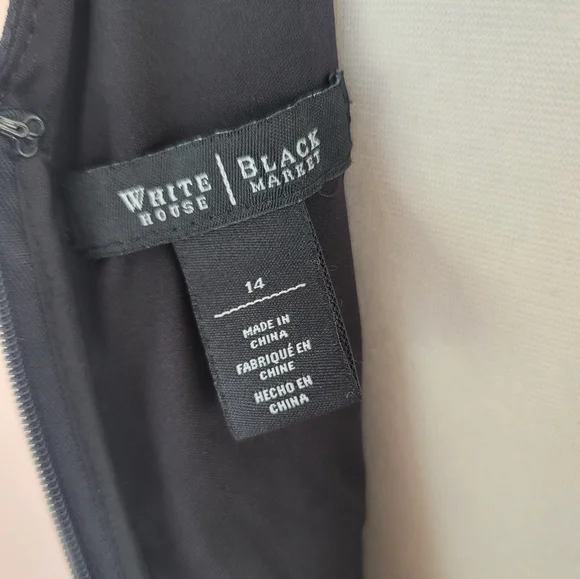 WHITE | BLACK
HOUSE | MARKET
14
MADE IN
CHINA
FABRIQUÉ EN
CHINE
HECHO EN
CHINA